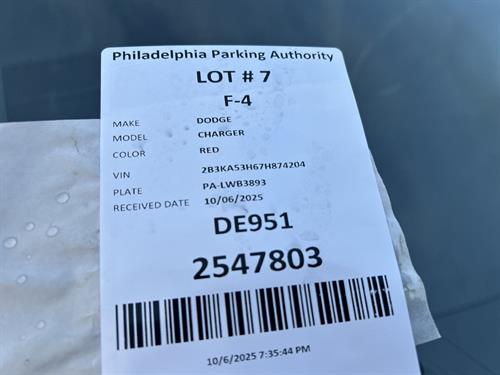 Philadelphia Parking Authority
LOT # 7
F-4
MAKE DODGE
MODEL CHARGER
COLOR RED
VIN 2B3KA53H67H874204
PLATE PA-LWB3893
RECEIVED DATE 10/06/2025
DE951
2547803
10/6/2025 7:35:44 PM